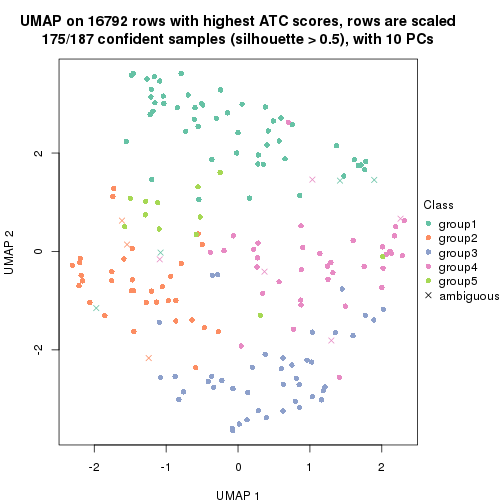 UMAP on 16792 rows with highest ATC scores, rows are scaled
175/187 confident samples (silhouette > 0.5), with 10 PCs
Class
group1
group2
group3
group4
group5
ambiguous
2
0
-2
UMAP 2
-2
-1
0
1
2
UMAP 1